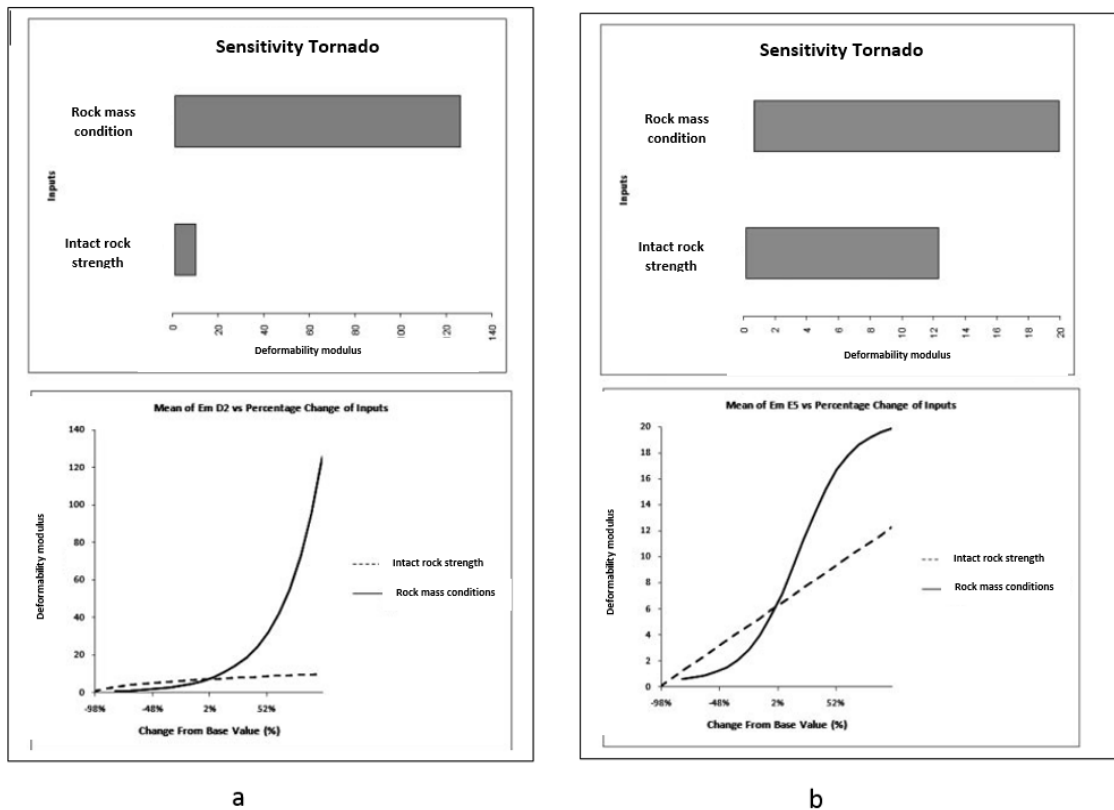 Sensitivity Tornado
Rock mass
condition
Inputs
Intact rock
strength
0
20
40
60
80
100
120
140
Deformability modulus
Mean of Em D2 vs Percentage Change of Inputs
140
120
100
80
60
40
20
0
Deformability modulus
-98%
-48%
2%
52%
Change From Base Value (%)
Intact rock strength
Rock mass conditions
a
Sensitivity Tornado
Rock mass
condition
Inputs
Intact rock
strength
0
2
4
6
8
10
12
14
16
18
20
Deformability modulus
Mean of Em E5 vs Percentage Change of Inputs
20
18
16
14
12
10
8
6
4
2
0
Deformability modulus
-98%
-48%
2%
52%
Change From Base Value (%)
Intact rock strength
Rock mass conditions
b